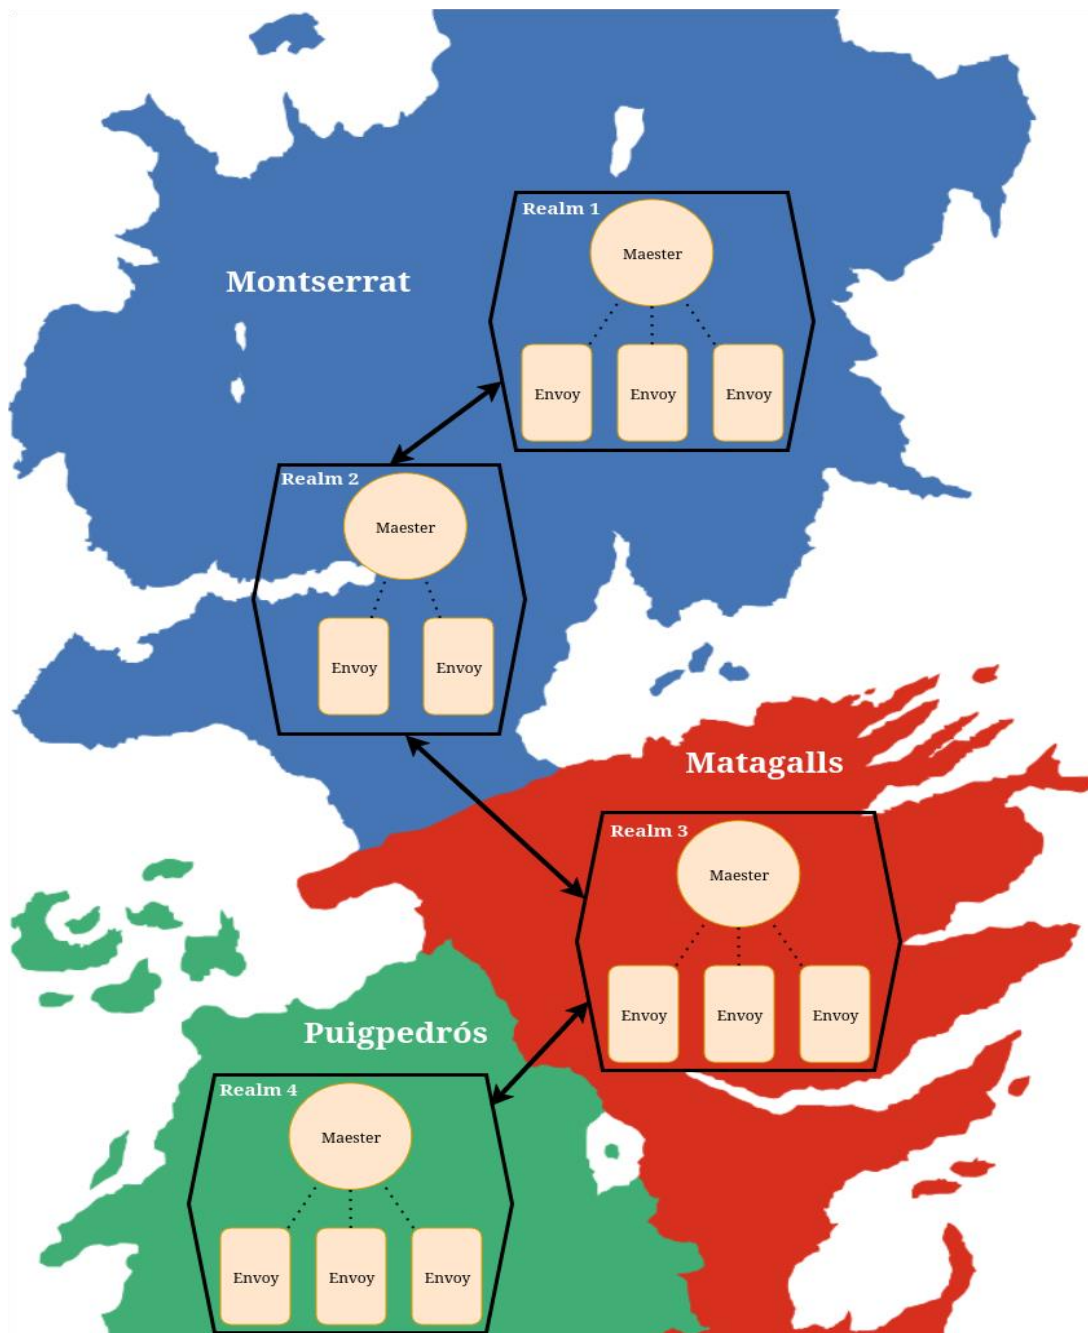 Realm 1
Maester
Montserrat
Envoy Envoy Envoy
Realm 2
Maester
Envoy Envoy
Matagalls
Realm 3
Maester
Envoy Envoy Envoy
Puigpedrós
Realm 4
Maester
Envoy Envoy Envoy